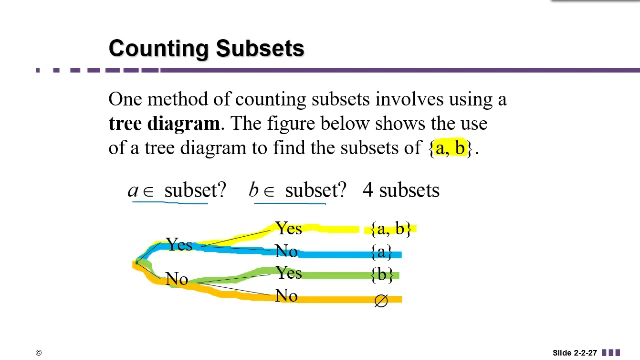 Counting Subsets
One method of counting subsets involves using a
tree diagram. The figure below shows the use
of a tree diagram to find the subsets of {a, b}.
a ∈ subset? b ∈ subset? 4 subsets
Yes {a, b}
Yes
No {a}
Yes {b}
No
No ∅
© Slide 2-2-27